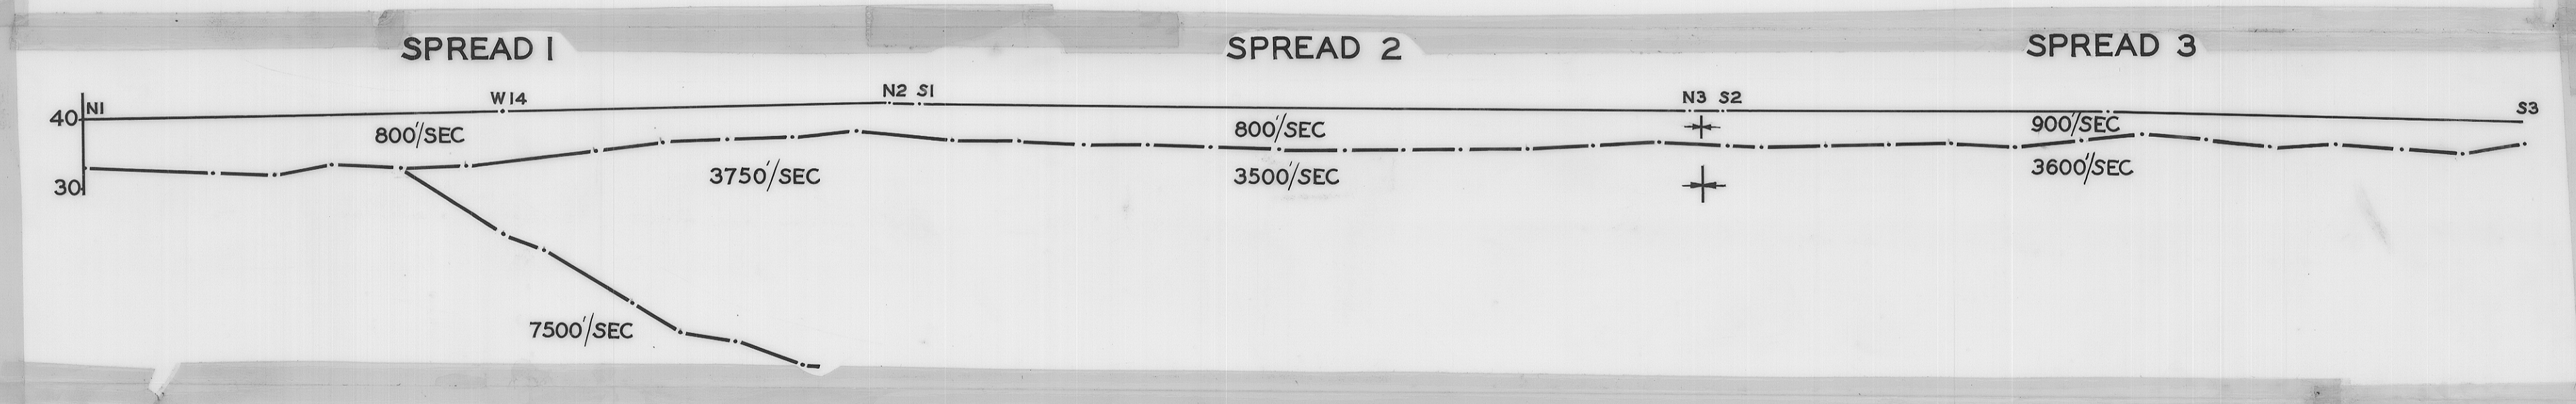 SPREAD 1 SPREAD 2 SPREAD 3
40 N1 W14 N2 S1 N3 S2 S3
800'/SEC 800'/SEC 900'/SEC
30 3750'/SEC 3500'/SEC 3600'/SEC
7500'/SEC